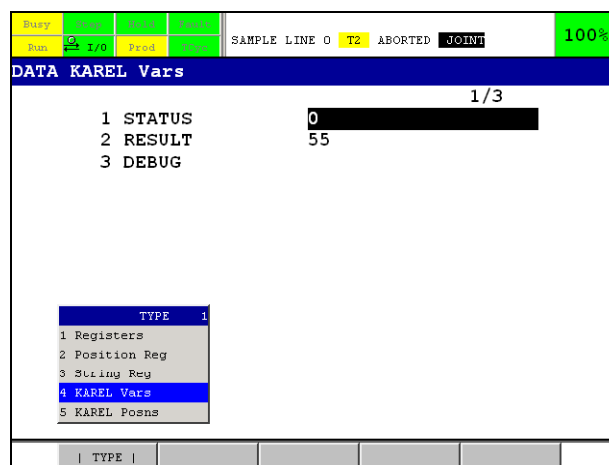 Busy Step Hold Fault
Run I/O Prod TCyc
SAMPLE LINE 0 T2 ABORTED JOINT
100%
DATA KAREL Vars
1/3
1 STATUS 0
2 RESULT 55
3 DEBUG
TYPE 1
1 Registers
2 Position Reg
3 String Reg
4 KAREL Vars
5 KAREL Posns
| TYPE |